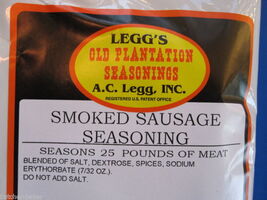 LEGG'S
OLD PLANTATION
SEASONINGS
A.C. LEGG, INC.
REGISTERED U.S. PATENT OFFICE
SMOKED SAUSAGE
SEASONING
SEASONS 25 POUNDS OF MEAT
BLENDED OF SALT, DEXTROSE, SPICES, SODIUM
ERYTHORBATE (7/32 OZ.)
DO NOT ADD SALT.